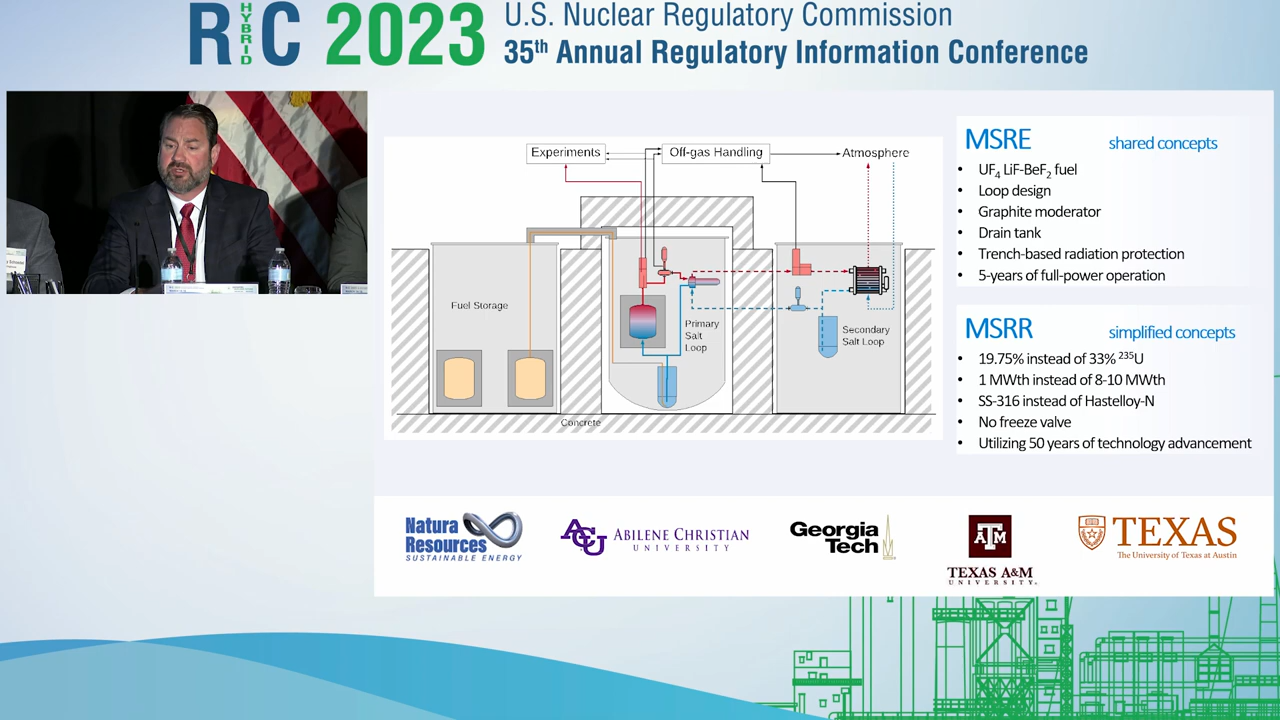 RHYBRIDIC 2023
U.S. Nuclear Regulatory Commission
35th Annual Regulatory Information Conference
Experiments
Off-gas Handling
Atmosphere
Fuel Storage
Primary
Salt
Loop
Secondary
Salt Loop
Concrete
MSRE shared concepts
• UF4 LiF-BeF2 fuel
• Loop design
• Graphite moderator
• Drain tank
• Trench-based radiation protection
• 5-years of full-power operation
MSRR simplified concepts
• 19.75% instead of 33% 235U
• 1 MWth instead of 8-10 MWth
• SS-316 instead of Hastelloy-N
• No freeze valve
• Utilizing 50 years of technology advancement
Natura
Resources
SUSTAINABLE ENERGY
ACU
ABILENE CHRISTIAN
UNIVERSITY
Georgia
Tech
ATM
TEXAS A&M
UNIVERSITY
TEXAS
The University of Texas at Austin